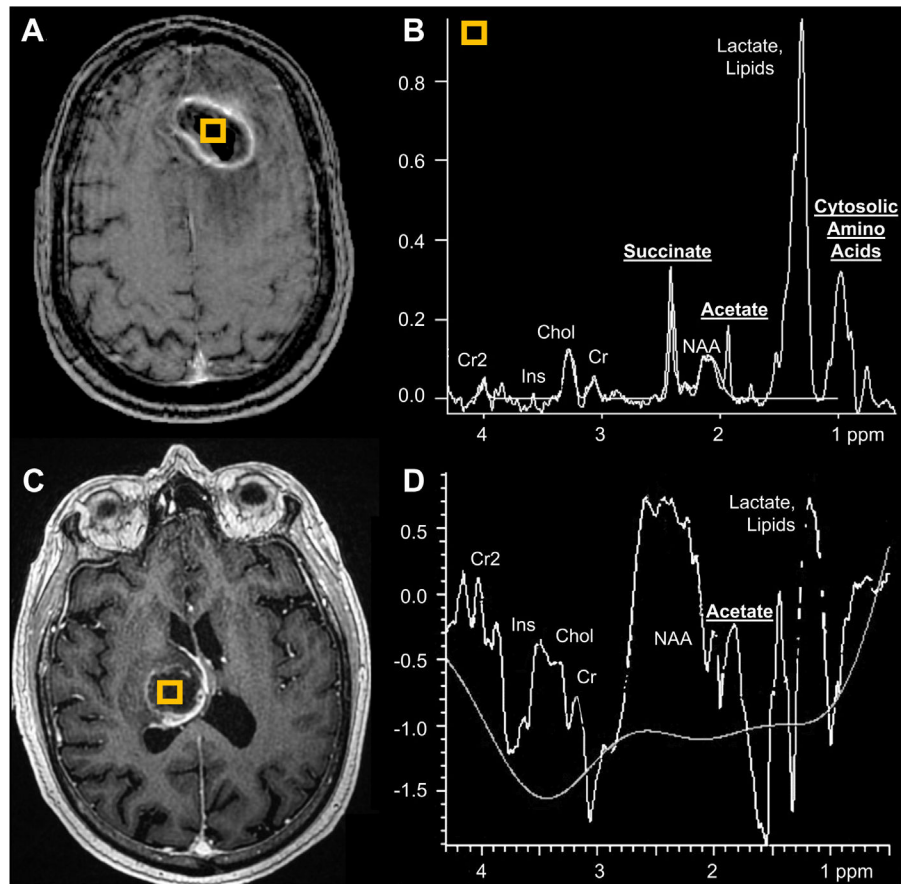 A
B
Lactate,
Lipids
0.8
0.6
Cytosolic
Amino
Acids
0.4
Succinate
Acetate
0.2
Chol
NAA
Cr2
Cr
Ins
0.0
4
3
2
1 ppm
C
D
Lactate,
Lipids
0.5
Cr2
0.0
Acetate
Ins
Chol
NAA
-0.5
Cr
-1.0
-1.5
4
3
2
1 ppm